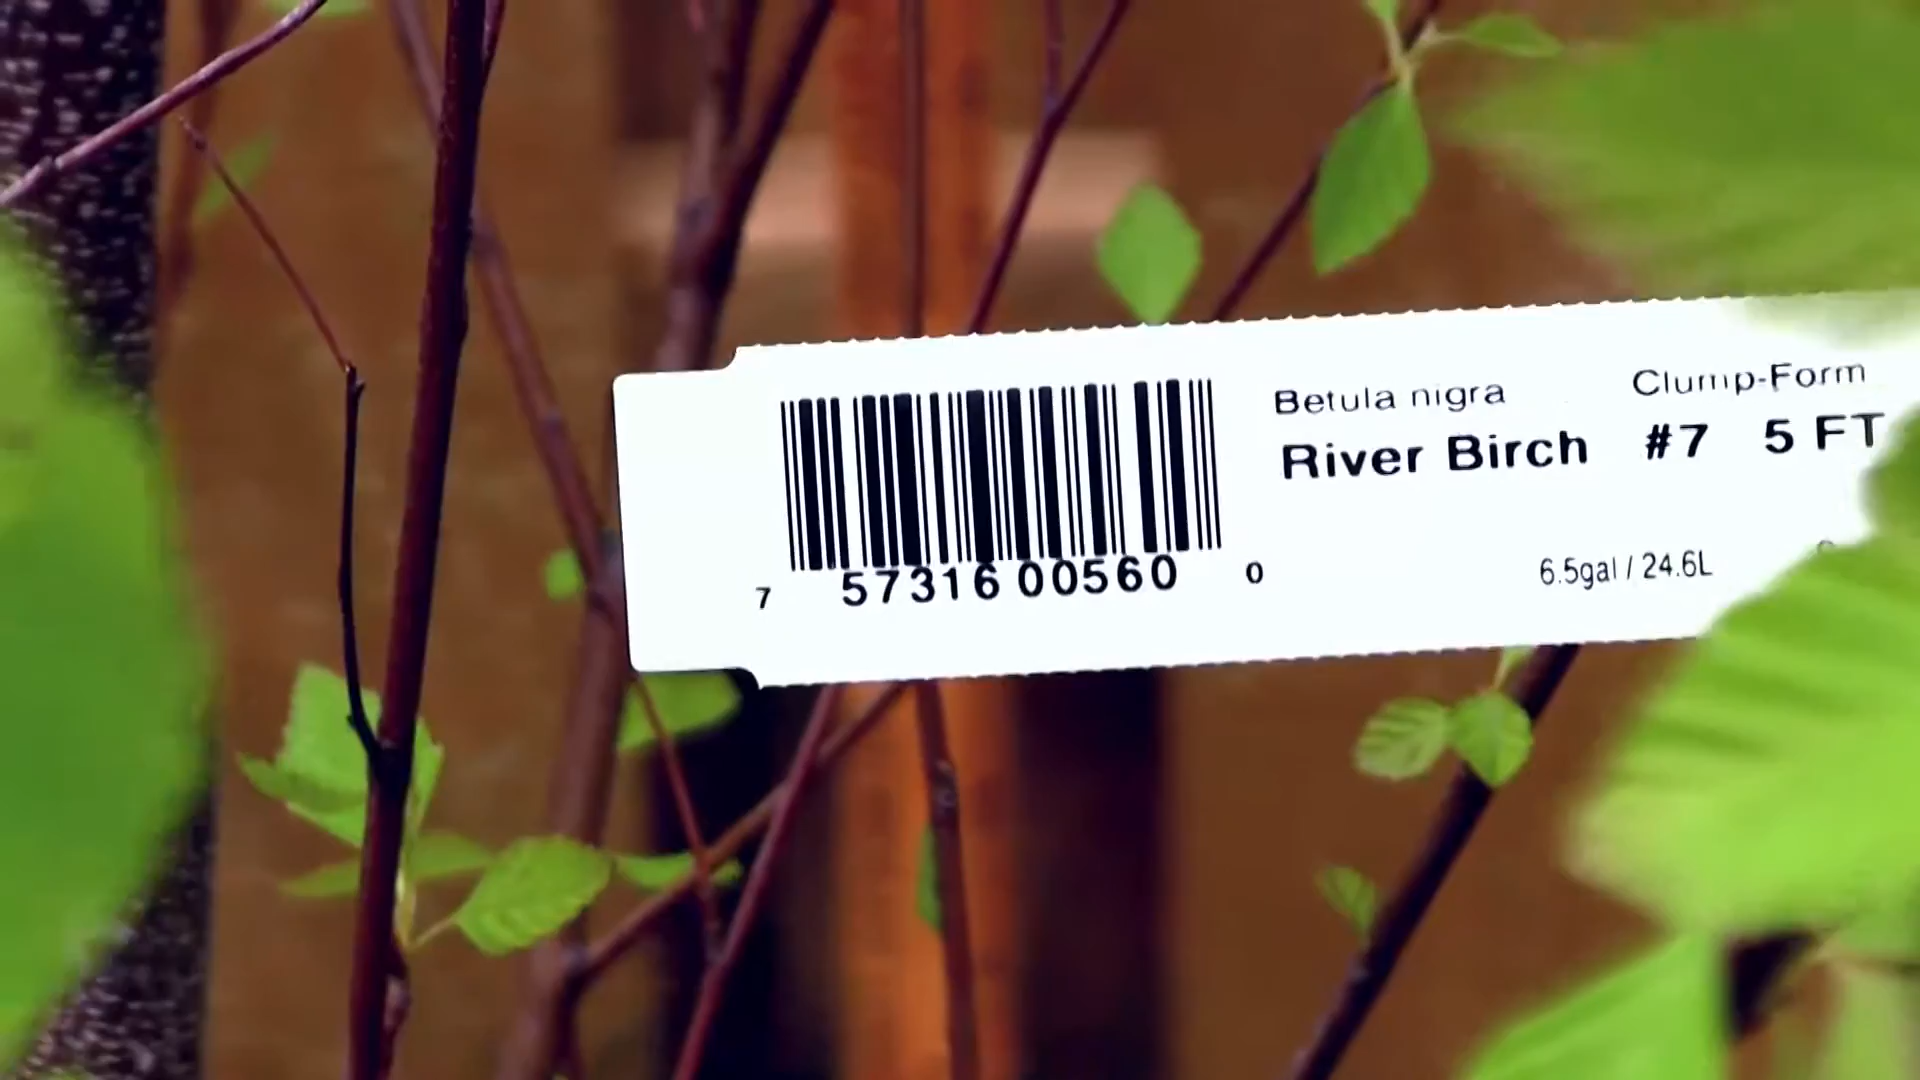 Betula nigra Clump-Form
River Birch #7 5 FT
7 57316 00560 0
6.5gal / 24.6L